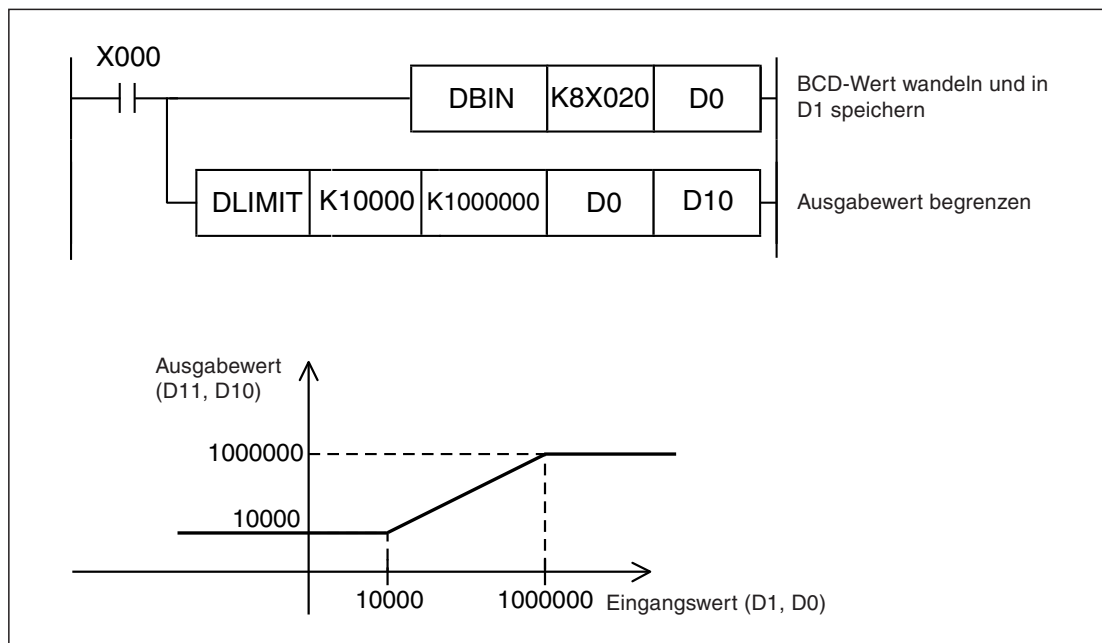 X000
DBIN K8X020 D0
BCD-Wert wandeln und in
D1 speichern
DLIMIT K10000 K1000000 D0 D10
Ausgabewert begrenzen
Ausgabewert
(D11, D10)
1000000
10000
10000 1000000 Eingangswert (D1, D0)